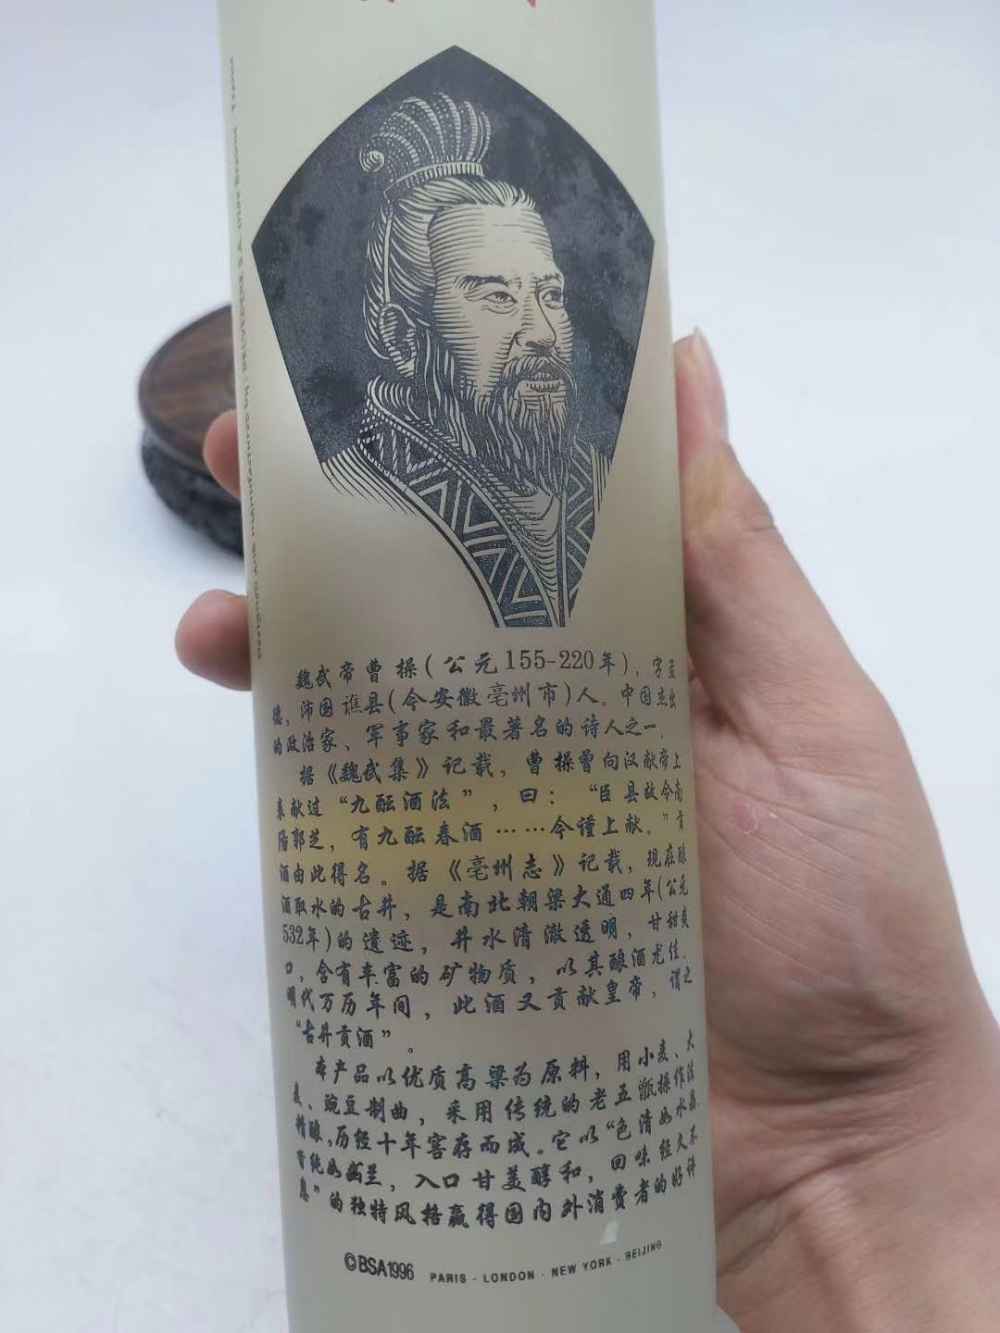 魏武帝曹操(公元155-220年)，字孟
德，沛国谯县(今安徽亳州市)人。中国杰出
的政治家、军事家和最著名的诗人之一。
据《魏武集》记载，曹操曾向汉献帝上
表献过“九酝酒法”，曰：“臣县故令南
阳郭芝，有九酝春酒……今谨上献。”贡
酒由此得名。据《亳州志》记载，现在酿
酒取水的古井，是南北朝梁大通四年(公元
532年)的遗迹，井水清澈透明，甘甜爽
口，含有丰富的矿物质，以其酿酒尤佳。
明代万历年间，此酒又贡献皇帝，谓之
“古井贡酒”。
本产品以优质高粱为原料，用小麦、大
麦、豌豆制曲，采用传统的老五甑操作法
精酿，历经十年窖存而成。它以“色清如水晶
香纯如幽兰，入口甘美醇和，回味经久不
息”的独特风格赢得国内外消费者的好评
©BSA1996 PARIS - LONDON - NEW YORK - BEIJING
DESIGNED AND MANUFACTURED BY: